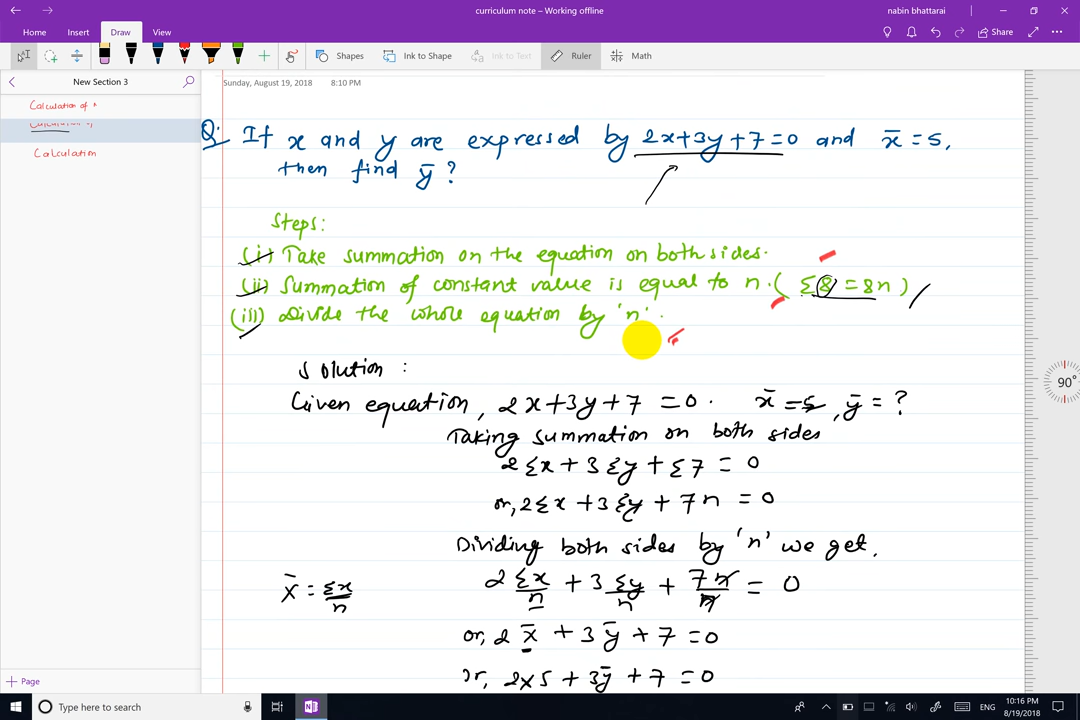 curriculum note – Working offline
nabin bhattarai
Home
Insert
Draw
View
Share
Shapes
Ink to Shape
Ink to Text
Ruler
Math
New Section 3
Sunday, August 19, 2018
8:10 PM
Calculation of
Calculation
Q. If x and y are expressed by 2x+3y+7=0 and x̄ = 5,
then find ȳ ?
Steps:
(i) Take summation on the equation on both sides.
(ii) Summation of constant value is equal to n. ( Σ8 = 8n )
(iii) Divide the whole equation by 'n'.
Solution :
Given equation, 2x+3y+7 =0. x̄ =5, ȳ = ?
Taking summation on both sides
2Σx + 3Σy + Σ7 = 0
or, 2Σx + 3Σy + 7n = 0
Dividing both sides by 'n' we get,
x̄ = Σx/n
2 Σx/n + 3 Σy/n + 7n/n = 0
or, 2 x̄ + 3ȳ + 7 = 0
or, 2×5 + 3ȳ + 7 = 0
90°
+ Page
Type here to search
ENG
10:16 PM
8/19/2018